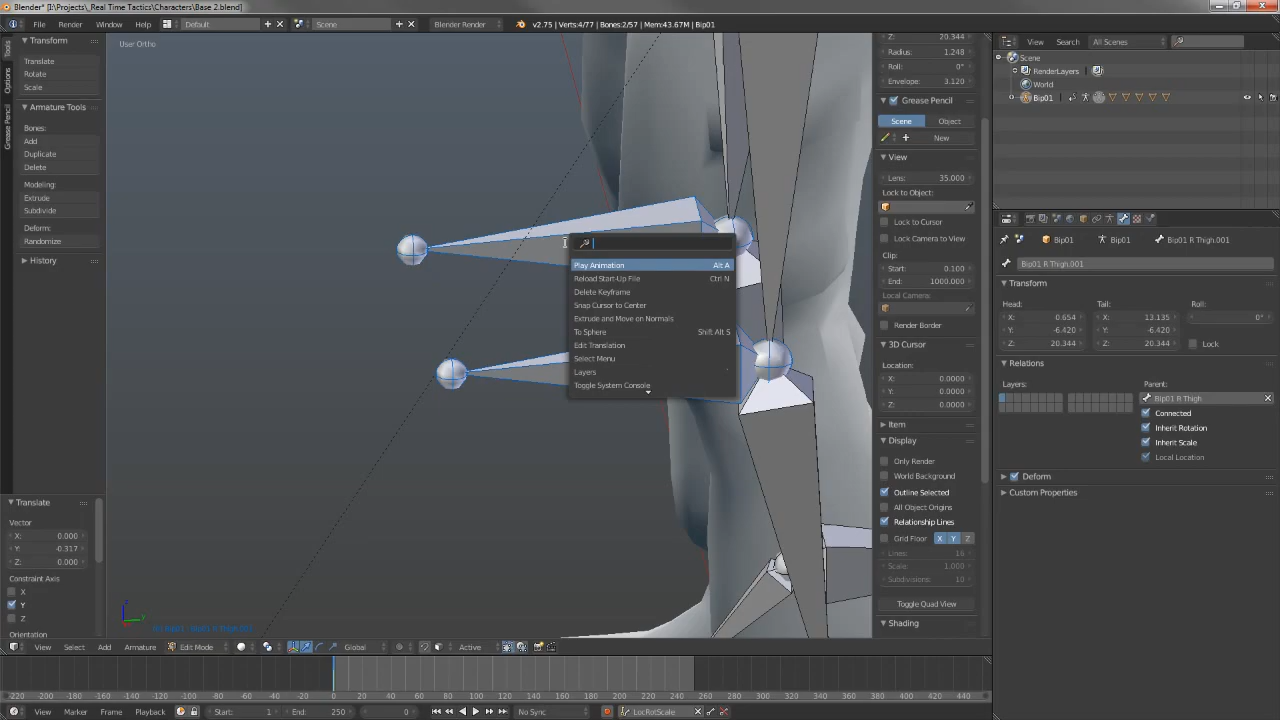 Blender* [I:\Projects\_Real Time Tactics\Characters\Base 2.blend]
File Render Window Help Default Scene Blender Render v2.75 | Verts:4/77 | Bones:2/57 | Mem:43.67M | Bip01
Tools
Options
Grease Pencil
Transform
Translate
Rotate
Scale
Armature Tools
Bones:
Add
Duplicate
Delete
Modeling:
Extrude
Subdivide
Deform:
Randomize
History
Translate
Vector
X: 0.000
Y: -0.317
Z: 0.000
Constraint Axis
X
Y
Z
Orientation
User Ortho
Play Animation Alt A
Reload Start-Up File Ctrl N
Delete Keyframe
Snap Cursor to Center
Extrude and Move on Normals
To Sphere Shift Alt S
Edit Translation
Select Menu
Layers
Toggle System Console
Z: 20.344
Radius: 1.248
Roll: 0°
Envelope: 3.120
Grease Pencil
Scene Object
New
View
Lens: 35.000
Lock to Object:
Lock to Cursor
Lock Camera to View
Clip:
Start: 0.100
End: 1000.000
Local Camera:
Render Border
3D Cursor
Location:
X: 0.0000
Y: 0.0000
Z: 0.0000
Item
Display
Only Render
World Background
Outline Selected
All Object Origins
Relationship Lines
Grid Floor X Y Z
Lines: 16
Scale: 1.000
Subdivisions: 10
Toggle Quad View
Shading
View Search All Scenes
Scene
RenderLayers
World
Bip01
Bip01 Bip01 Bip01 R Thigh.001
Bip01 R Thigh.001
Transform
Head: Tail: Roll:
X: 0.654 X: 13.135 0°
Y: -6.420 Y: -6.420
Z: 20.344 Z: 20.344 Lock
Relations
Layers: Parent:
Bip01 R Thigh
Connected
Inherit Rotation
Inherit Scale
Local Location
Deform
Custom Properties
View Select Add Armature Edit Mode Global Active
-220 -200 -180 -160 -140 -120 -100 -80 -60 -40 -20 0 20 40 60 80 100 120 140 160 180 200 220 240 260 280 300 320 340 360 380 400 420 440
View Marker Frame Playback Start: 1 End: 250 0 No Sync LocRotScale